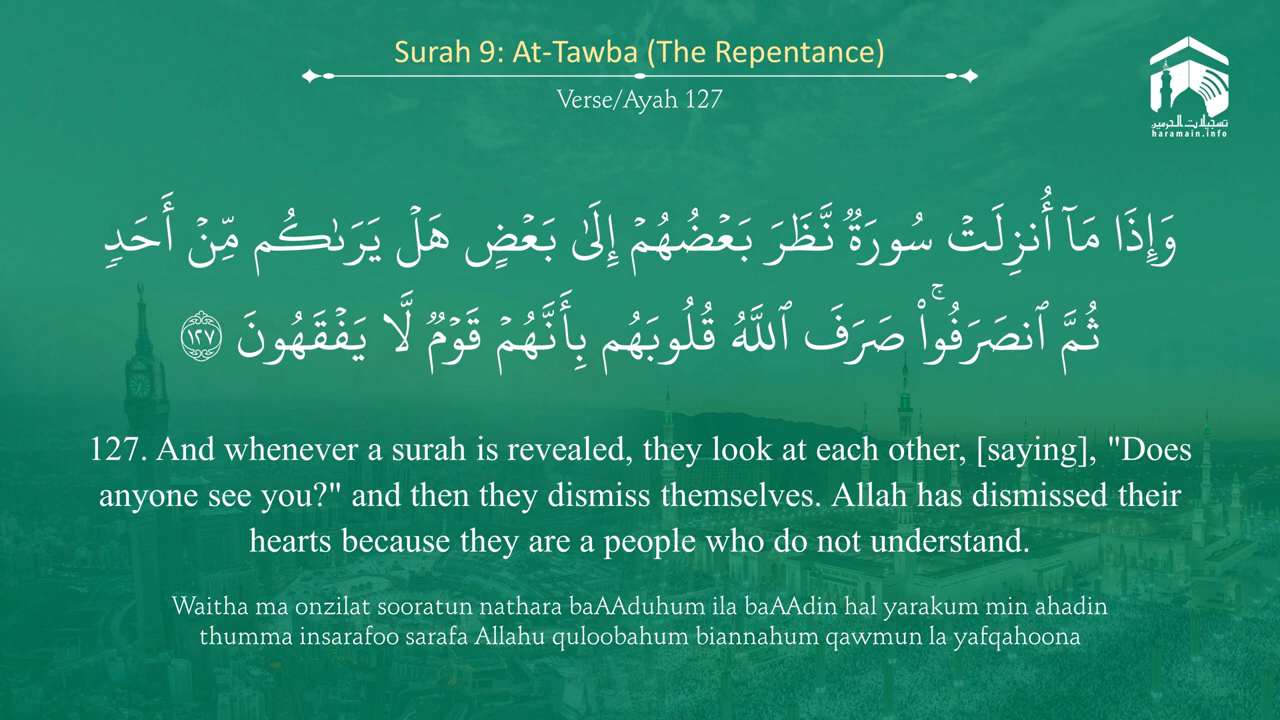 Surah 9: At-Tawba (The Repentance)
Verse/Ayah 127
تسجيلات الحرمين
haramain.info
وَإِذَا مَآ أُنزِلَتۡ سُورَةٞ نَّظَرَ بَعۡضُهُمۡ إِلَىٰ بَعۡضٍ هَلۡ يَرَىٰكُم مِّنۡ أَحَدٖ
ثُمَّ ٱنصَرَفُواْۚ صَرَفَ ٱللَّهُ قُلُوبَهُم بِأَنَّهُمۡ قَوۡمٞ لَّا يَفۡقَهُونَ ١٢٧
127. And whenever a surah is revealed, they look at each other, [saying], "Does
anyone see you?" and then they dismiss themselves. Allah has dismissed their
hearts because they are a people who do not understand.
Waitha ma onzilat sooratun nathara baAAduhum ila baAAdin hal yarakum min ahadin
thumma insarafoo sarafa Allahu quloobahum biannahum qawmun la yafqahoona